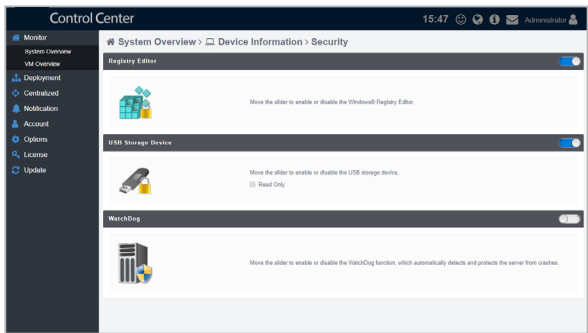 Control Center
15:47
Administrator
Monitor
System Overview
VM Overview
Deployment
Centralized
Notification
Account
Options
License
Update
System Overview > Device Information > Security
Registry Editor
Move the slider to enable or disable the Windows® Registry Editor.
USB Storage Device
Move the slider to enable or disable the USB storage device.
Read Only
WatchDog
Move the slider to enable or disable the WatchDog function, which automatically detects and protects the server from crashes.